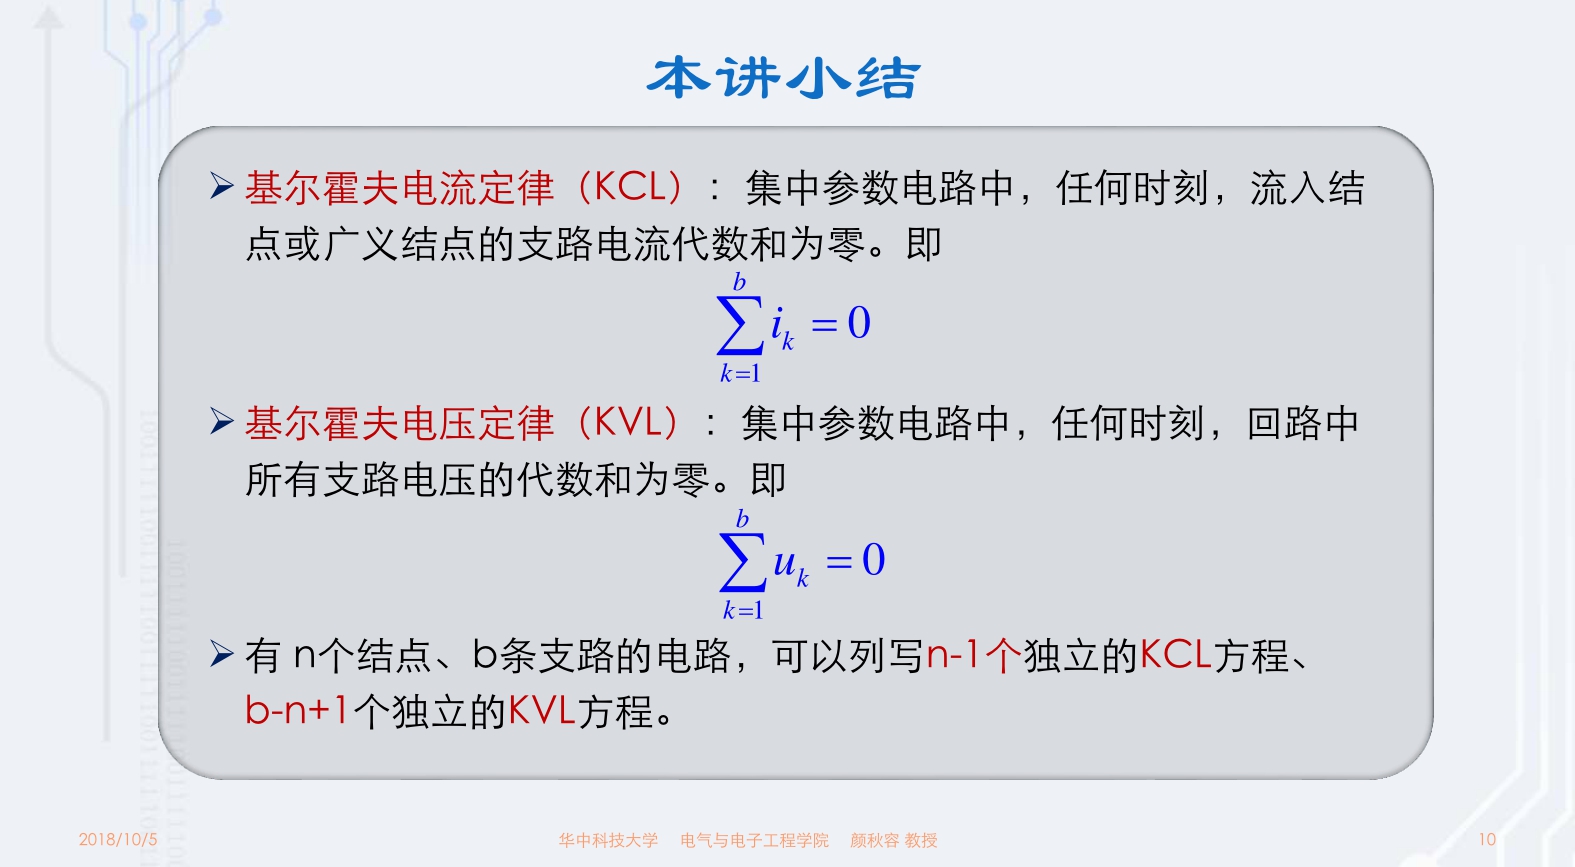 本讲小结
基尔霍夫电流定律（KCL）：集中参数电路中，任何时刻，流入结
点或广义结点的支路电流代数和为零。即
\sum_{k=1}^{b} i_k = 0
基尔霍夫电压定律（KVL）：集中参数电路中，任何时刻，回路中
所有支路电压的代数和为零。即
\sum_{k=1}^{b} u_k = 0
有 n个结点、b条支路的电路，可以列写n-1个独立的KCL方程、
b-n+1个独立的KVL方程。
2018/10/5 华中科技大学 电气与电子工程学院 颜秋容 教授 10